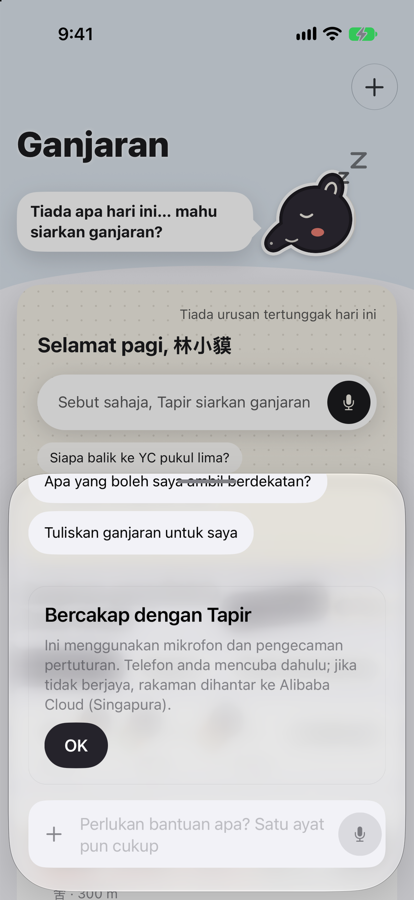 9:41
Ganjaran
z
z
Tiada apa hari ini... mahu
siarkan ganjaran?
Tiada urusan tertunggak hari ini
Selamat pagi, 林小貘
Sebut sahaja, Tapir siarkan ganjaran
Siapa balik ke YC pukul lima?
Apa yang boleh saya ambil berdekatan?
Tuliskan ganjaran untuk saya
Bercakap dengan Tapir
Ini menggunakan mikrofon dan pengecaman
pertuturan. Telefon anda mencuba dahulu; jika
tidak berjaya, rakaman dihantar ke Alibaba
Cloud (Singapura).
OK
Perlukan bantuan apa? Satu ayat
pun cukup
· 300 m